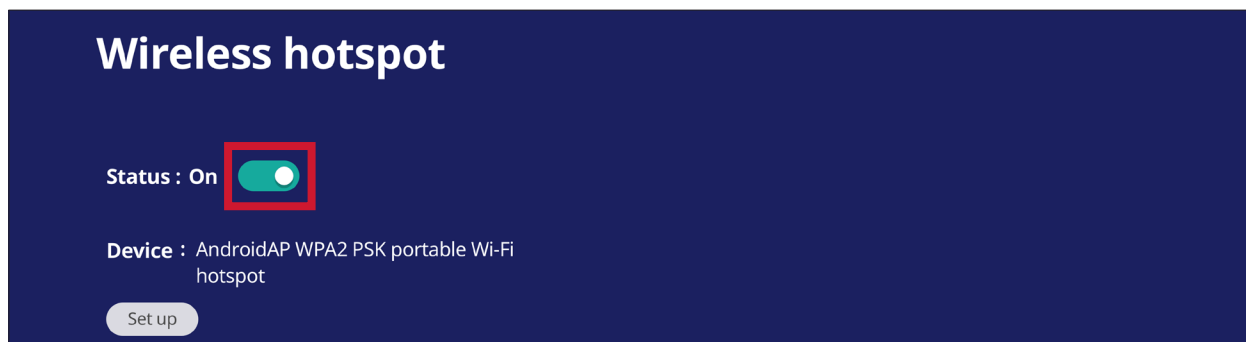 Wireless hotspot
Status : On
Device : AndroidAP WPA2 PSK portable Wi-Fi
hotspot
Set up